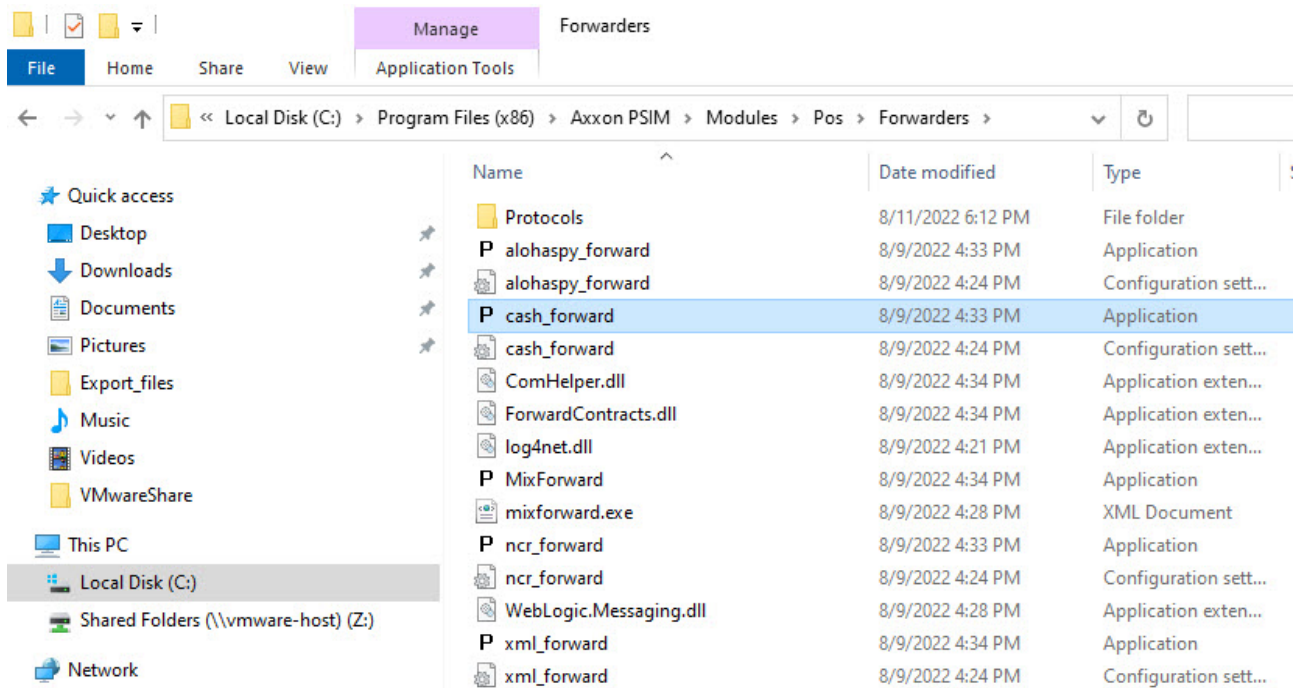 Manage Forwarders
File Home Share View Application Tools
« Local Disk (C:) > Program Files (x86) > Axxon PSIM > Modules > Pos > Forwarders >
Name Date modified Type
Quick access
Desktop
Downloads
Documents
Pictures
Export_files
Music
Videos
VMwareShare
This PC
Local Disk (C:)
Shared Folders (\\vmware-host) (Z:)
Network
Protocols 8/11/2022 6:12 PM File folder
P alohaspy_forward 8/9/2022 4:33 PM Application
alohaspy_forward 8/9/2022 4:24 PM Configuration sett...
P cash_forward 8/9/2022 4:33 PM Application
cash_forward 8/9/2022 4:24 PM Configuration sett...
ComHelper.dll 8/9/2022 4:34 PM Application exten...
ForwardContracts.dll 8/9/2022 4:34 PM Application exten...
log4net.dll 8/9/2022 4:21 PM Application exten...
P MixForward 8/9/2022 4:34 PM Application
mixforward.exe 8/9/2022 4:28 PM XML Document
P ncr_forward 8/9/2022 4:33 PM Application
ncr_forward 8/9/2022 4:24 PM Configuration sett...
WebLogic.Messaging.dll 8/9/2022 4:28 PM Application exten...
P xml_forward 8/9/2022 4:34 PM Application
xml_forward 8/9/2022 4:24 PM Configuration sett...